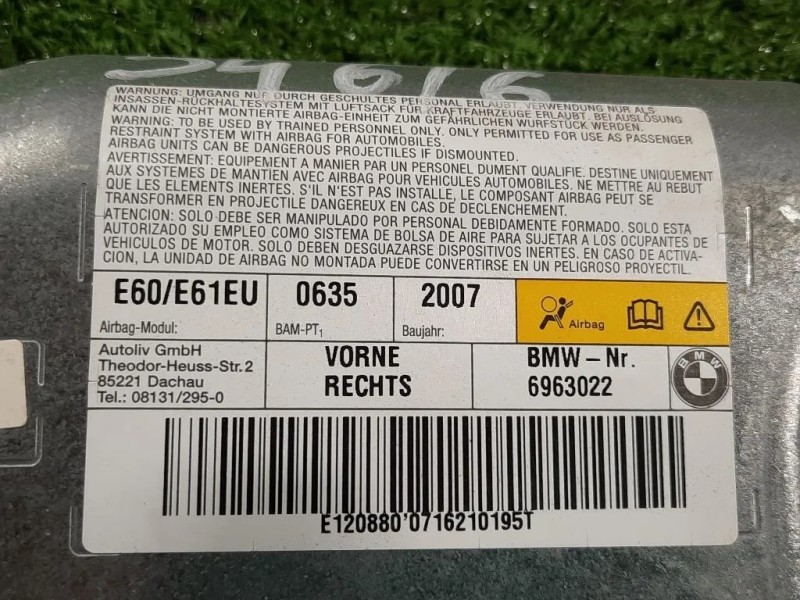 WARNUNG: UMGANG NUR DURCH GESCHULTES PERSONAL ERLAUBT. VERWENDUNG NUR ALS
INSASSEN-RÜCKHALTESYSTEM MIT LUFTSACK FÜR KRAFTFAHRZEUGE ERLAUBT. BEI AUSLÖSUNG
KANN DIE NICHT MONTIERTE AIRBAG-EINHEIT ZUM GEFÄHRLICHEN WURFSTÜCK WERDEN.
WARNING: TO BE USED BY TRAINED PERSONNEL ONLY. ONLY PERMITTED FOR USE AS PASSENGER
RESTRAINT SYSTEM WITH AIRBAG FOR AUTOMOBILES.
AIRBAG UNITS CAN BE DANGEROUS PROJECTILES IF DISMOUNTED.
AVERTISSEMENT: EQUIPEMENT A MANIER PAR UN PERSONEL DUMENT QUALIFIE. DESTINE UNIQUEMENT
AUX SYSTEMES DE MANTIEN AVEC AIRBAG POUR VEHICULES AUTOMOBILES. NE METTRE AU REBUT
QUE LES ELEMENTS INERTES. S'IL N'EST PAS INSTALLE, LE COMPOSANT AIRBAG PEUT SE
TRANSFORMER EN PROJECTILE DANGEREUX EN CAS DE DECLENCHEMENT.
ATENCION: SOLO DEBE SER MANIPULADO POR PERSONAL DEBIDAMENTE FORMADO. SOLO ESTA
AUTORIZADO SU EMPLEO COMO SISTEMA DE BOLSA DE AIRE PARA SUJETAR A LOS OCUPANTES DE
VEHICULOS DE MOTOR. SOLO DEBEN DESGUAZARSE DISPOSITIVOS INERTES. EN CASO DE ACTIVA-
CION, LA UNIDAD DE AIRBAG NO MONTADA PUEDE CONVERTIRSE EN UN PELIGROSO PROYECTIL.
E60/E61EU 0635 2007
Airbag-Modul: BAM-PT1 Baujahr: Airbag
Autoliv GmbH
Theodor-Heuss-Str.2
85221 Dachau
Tel.: 08131/295-0
VORNE
RECHTS
BMW-Nr.
6963022
BMW
E120880'0716210195T